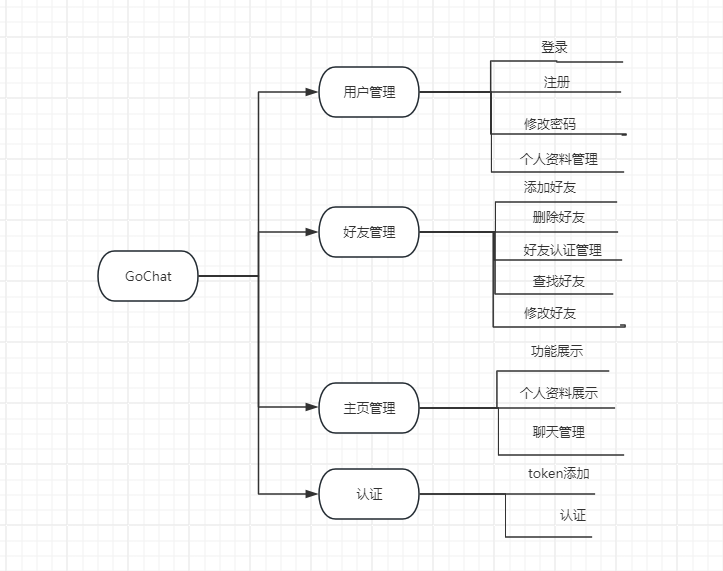 GoChat
用户管理
登录
注册
修改密码
个人资料管理
好友管理
添加好友
删除好友
好友认证管理
查找好友
修改好友
主页管理
功能展示
个人资料展示
聊天管理
认证
token添加
认证